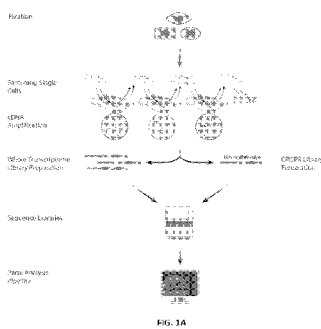 Fixation
Barcoding Single
Cells
cDNA
Amplification
Whole Transcriptome
Library Preparation
CRISPR Library
Preparation
Sequence Libraries
Parse Analysis
Pipeline
FIG. 1A